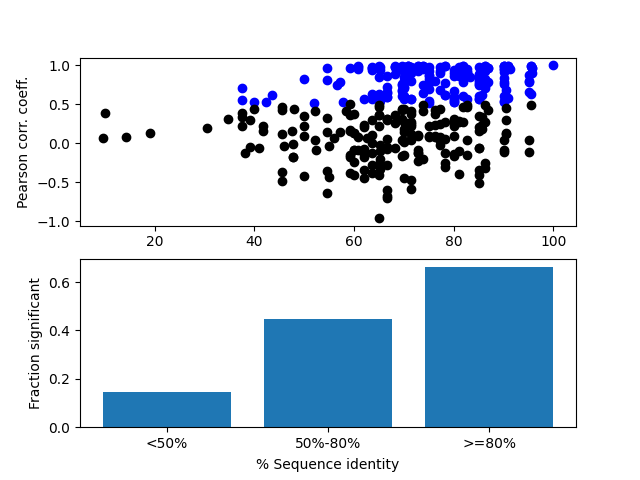 1.0
0.5
0.0
−0.5
−1.0
Pearson corr. coeff.
20 40 60 80 100
0.6
0.4
0.2
0.0
Fraction significant
<50% 50%-80% >=80%
% Sequence identity